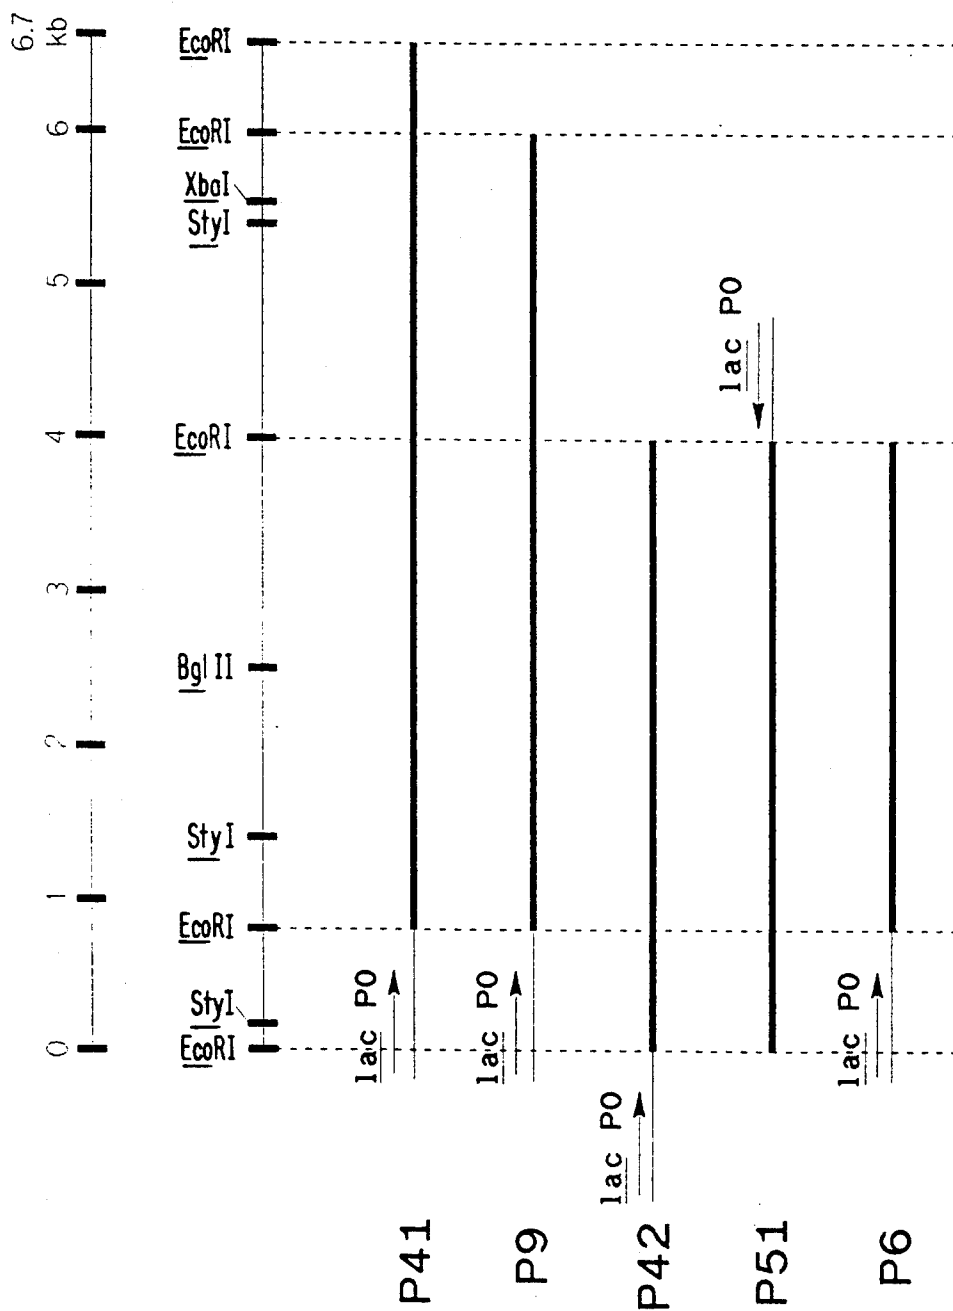 6.7
kb
0 1 2 3 4 5 6
EcoRI StyI EcoRI StyI BglII EcoRI StyI XbaI EcoRI EcoRI
P41 lac PO
P9 lac PO
P42 lac PO
P51 lac PO
P6 lac PO